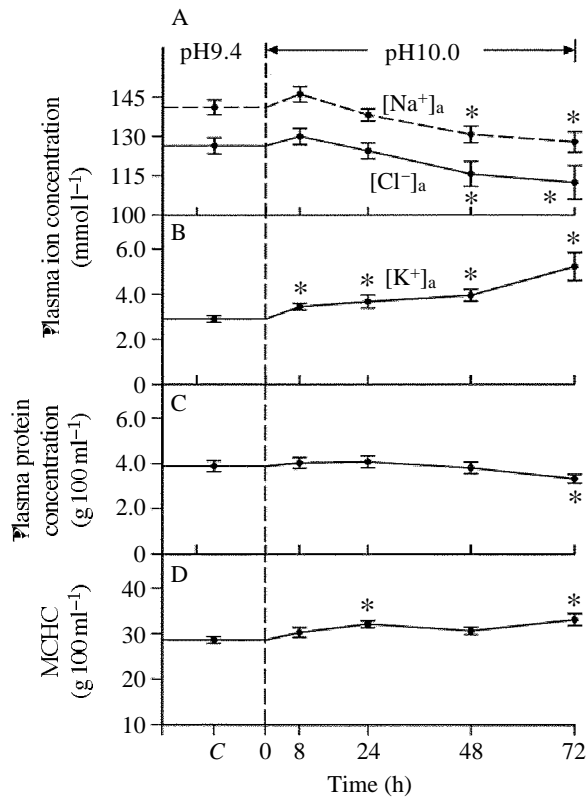 A
pH9.4
pH10.0
145
130
115
100
[Na⁺]ₐ
*
*
[Cl⁻]ₐ
*
*
Plasma ion concentration
(mmol l⁻¹)
B
6.0
4.0
2.0
0
*
*
[K⁺]ₐ
*
*
C
6.0
4.0
2.0
0
*
Plasma protein
concentration
(g 100 ml⁻¹)
D
40
30
20
10
*
*
MCHC
(g 100 ml⁻¹)
C 0 8 24 48 72
Time (h)